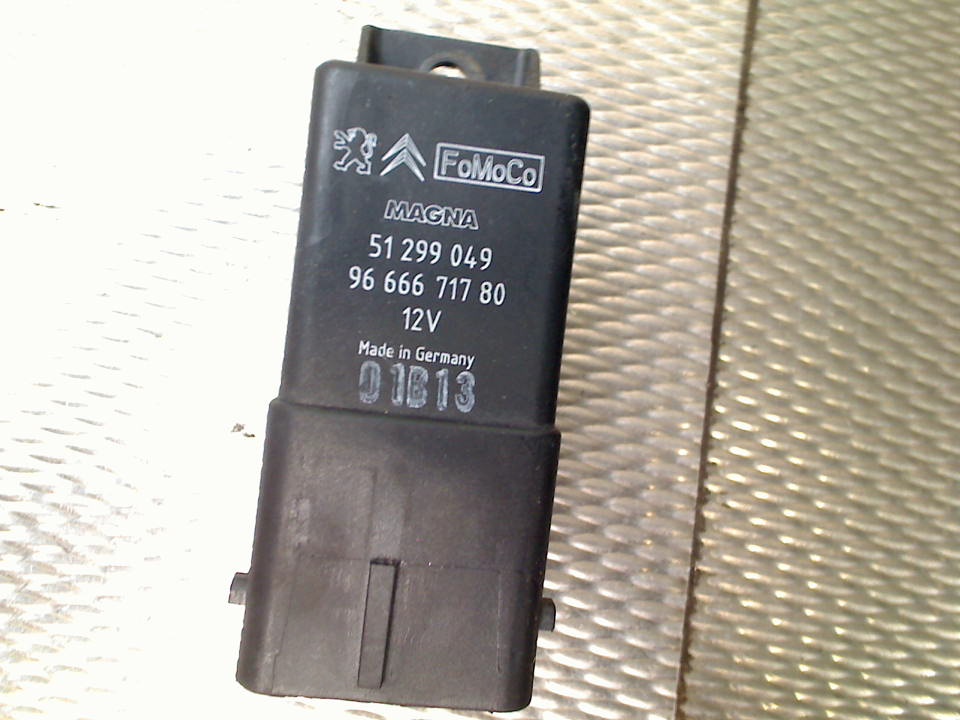 FoMoCo
MAGNA
51 299 049
96 666 717 80
12V
Made in Germany
01B13